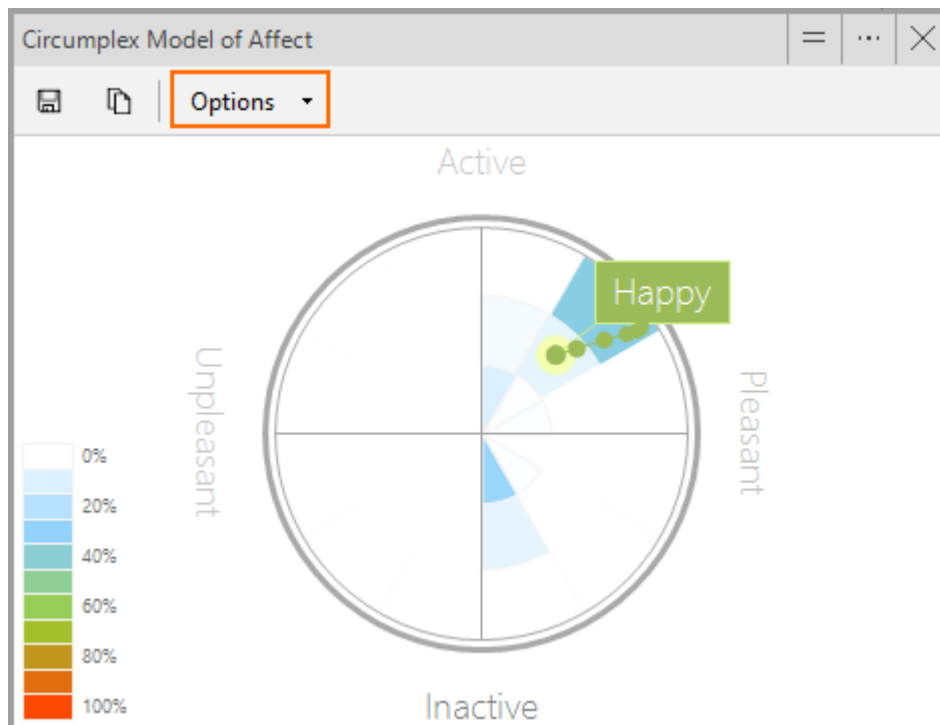 Circumplex Model of Affect
Options
Active
Happy
Unpleasant
Pleasant
0%
20%
40%
60%
80%
100%
Inactive